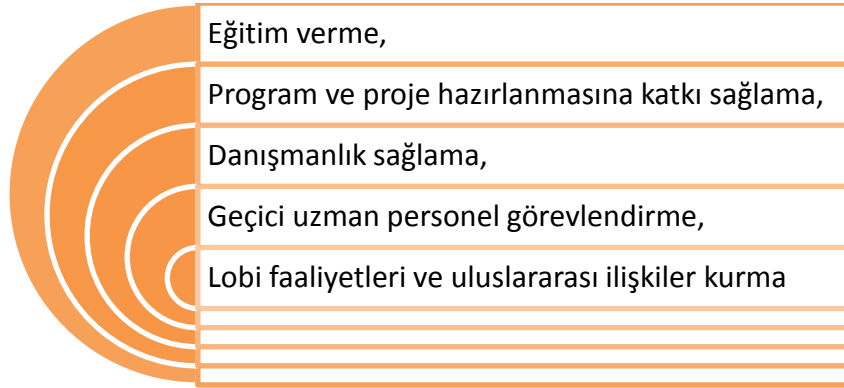 Eğitim verme,
Program ve proje hazırlanmasına katkı sağlama,
Danışmanlık sağlama,
Geçici uzman personel görevlendirme,
Lobi faaliyetleri ve uluslararası ilişkiler kurma